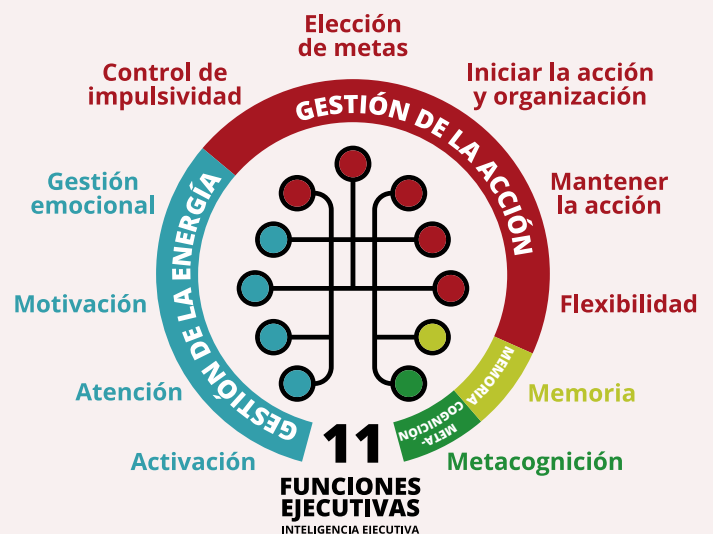 Elección
de metas
Control de
impulsividad
Iniciar la acción
y organización
GESTIÓN DE LA ACCIÓN
Gestión
emocional
Mantener
la acción
GESTIÓN DE LA ENERGÍA
Motivación
Flexibilidad
MEMORIA
Atención
Memoria
META-
COGNICIÓN
Activación
Metacognición
11
FUNCIONES
EJECUTIVAS
INTELIGENCIA EJECUTIVA